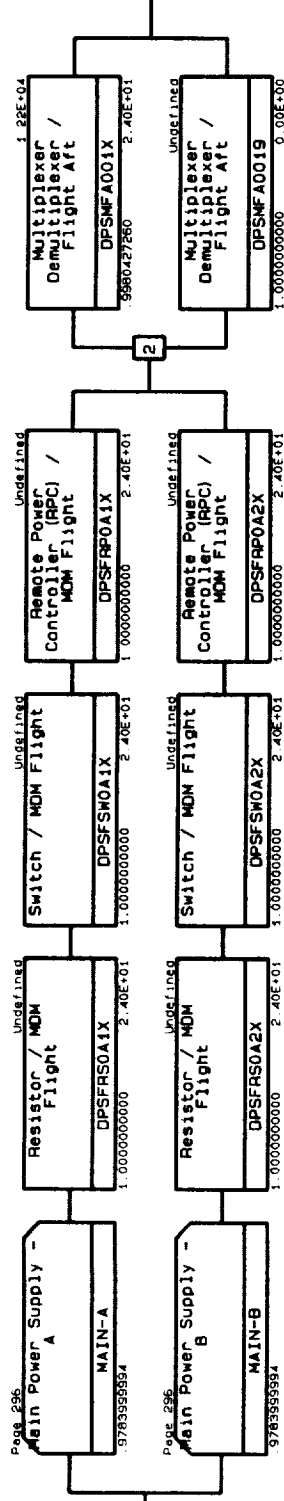 Page 296
Main Power Supply -
A
MAIN-A
.9783999994
Undefined
Resistor / MDM
Flight
DPSFRS0A1X
1.0000000000 2.40E+01
Undefined
Switch / MDM Flight
DPSFSW0A1X
1.0000000000 2.40E+01
Undefined
Remote Power
Controller (RPC) /
MDM Flight
DPSFRP0A1X
1.0000000000 2.40E+01
1.22E+04
Multiplexer
Demultiplexer /
Flight Aft
DPSMFA001X
.9980427260 2.40E+01
2
Page 296
Main Power Supply -
B
MAIN-B
.9783999994
Undefined
Resistor / MDM
Flight
DPSFRS0A2X
1.0000000000 2.40E+01
Undefined
Switch / MDM Flight
DPSFSW0A2X
1.0000000000 2.40E+01
Undefined
Remote Power
Controller (RPC) /
MDM Flight
DPSFRP0A2X
1.0000000000 2.40E+01
Undefined
Multiplexer
Demultiplexer /
Flight Aft
DPSMFA0019
1.0000000000 0.00E+00